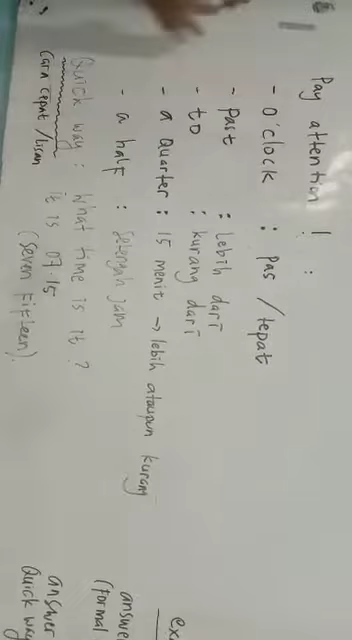 Pay attention ! :
- O'clock : pas / tepat
- Past : Lebih dari
- to : kurang dari
- a quarter : 15 menit → lebih ataupun kurang
- a half : setengah jam
Quick way : What time is it ?
Cara cepat / lisan
it is 07.15
(seven fifteen).
answer
(Formal
answer
Quick way